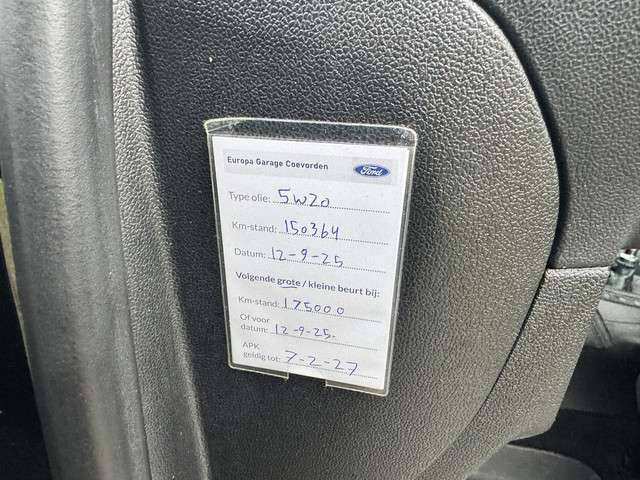 Europa Garage Coevorden
Ford
Type olie: 5W20
Km-stand: 150364
Datum: 12-9-25
Volgende grote / kleine beurt bij:
Km-stand: 175000
Of voor
datum: 12-9-25.
APK
geldig tot: 7-2-27